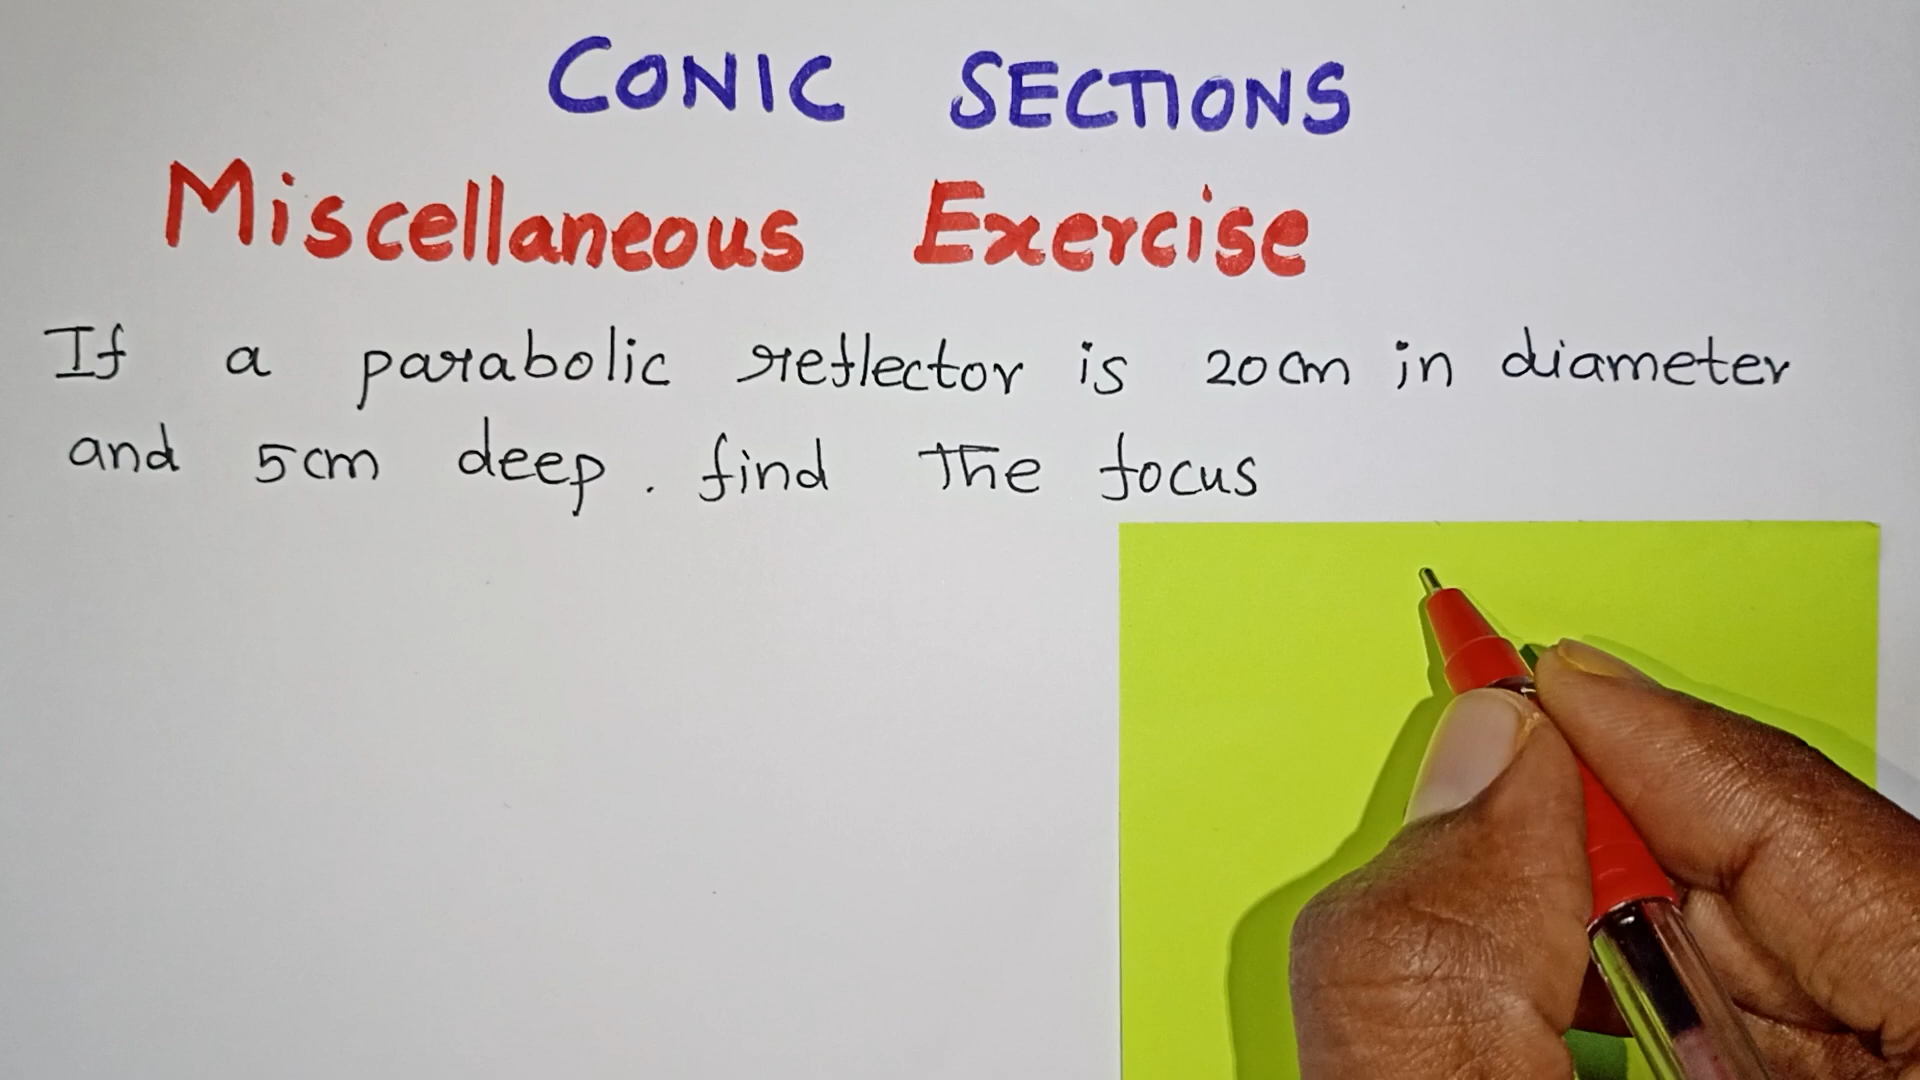 CONIC SECTIONS
Miscellaneous Exercise
If a parabolic reflector is 20cm in diameter
and 5cm deep. find the focus